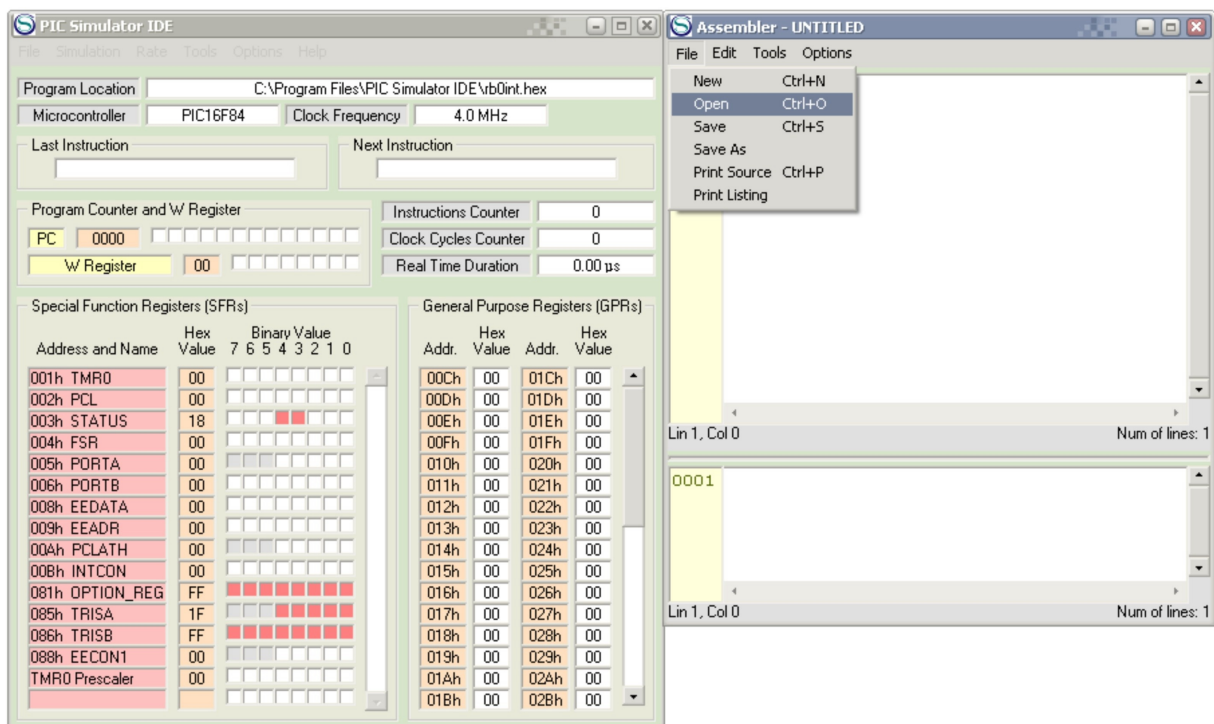 PIC Simulator IDE
File Simulation Rate Tools Options Help
Program Location C:\Program Files\PIC Simulator IDE\rb0int.hex
Microcontroller PIC16F84 Clock Frequency 4.0 MHz
Last Instruction Next Instruction
Program Counter and W Register Instructions Counter 0
PC 0000 Clock Cycles Counter 0
W Register 00 Real Time Duration 0.00 µs
Special Function Registers (SFRs)
Hex Binary Value
Address and Name Value 7 6 5 4 3 2 1 0
001h TMR0 00
002h PCL 00
003h STATUS 18
004h FSR 00
005h PORTA 00
006h PORTB 00
008h EEDATA 00
009h EEADR 00
00Ah PCLATH 00
00Bh INTCON 00
081h OPTION_REG FF
085h TRISA 1F
086h TRISB FF
088h EECON1 00
TMR0 Prescaler 00
General Purpose Registers (GPRs)
Hex Hex
Addr. Value Addr. Value
00Ch 00 01Ch 00
00Dh 00 01Dh 00
00Eh 00 01Eh 00
00Fh 00 01Fh 00
010h 00 020h 00
011h 00 021h 00
012h 00 022h 00
013h 00 023h 00
014h 00 024h 00
015h 00 025h 00
016h 00 026h 00
017h 00 027h 00
018h 00 028h 00
019h 00 029h 00
01Ah 00 02Ah 00
01Bh 00 02Bh 00
Assembler - UNTITLED
File Edit Tools Options
New Ctrl+N
Open Ctrl+O
Save Ctrl+S
Save As
Print Source Ctrl+P
Print Listing
Lin 1, Col 0 Num of lines: 1
0001
Lin 1, Col 0 Num of lines: 1